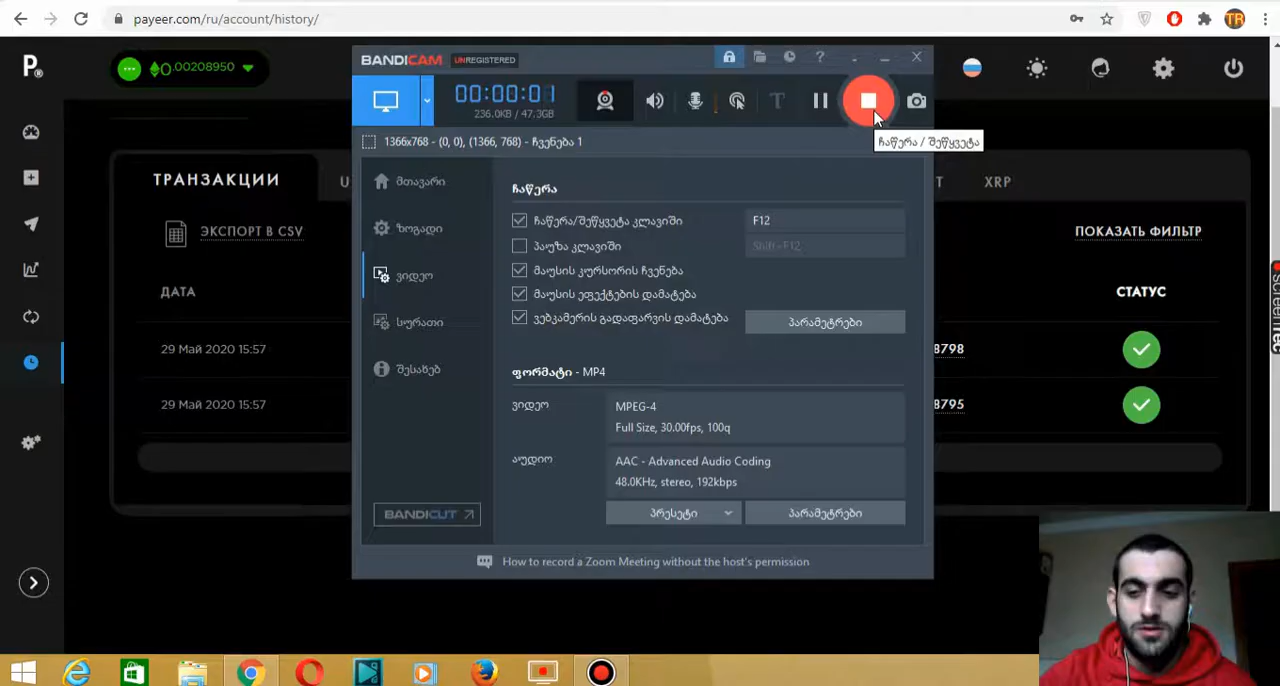 payeer.com/ru/account/history/
TR
0.00208950
BANDICAM UNREGISTERED
00:00:01
236.0KB / 47,3GB
1366x768 - (0, 0), (1366, 768) - ჩვენება 1
ჩაწერა / შეწყვეტა
ТРАНЗАКЦИИ
U
T
XRP
ЭКСПОРТ В CSV
ПОКАЗАТЬ ФИЛЬТР
ДАТА
СТАТУС
29 Май 2020 15:57
8798
29 Май 2020 15:57
8795
მთავარი
ზოგადი
ვიდეო
სურათი
შესახებ
BANDICUT
ჩაწერა
ჩაწერა/შეწყვეტა კლავიში
F12
პაუზა კლავიში
Shift - F12
მაუსის კურსორის ჩვენება
მაუსის ეფექტების დამატება
ვებკამერის გადაფარვის დამატება
პარამეტრები
ფორმატი - MP4
ვიდეო
MPEG-4
Full Size, 30.00fps, 100q
აუდიო
AAC - Advanced Audio Coding
48.0KHz, stereo, 192kbps
პრესეტი
პარამეტრები
How to record a Zoom Meeting without the host's permission